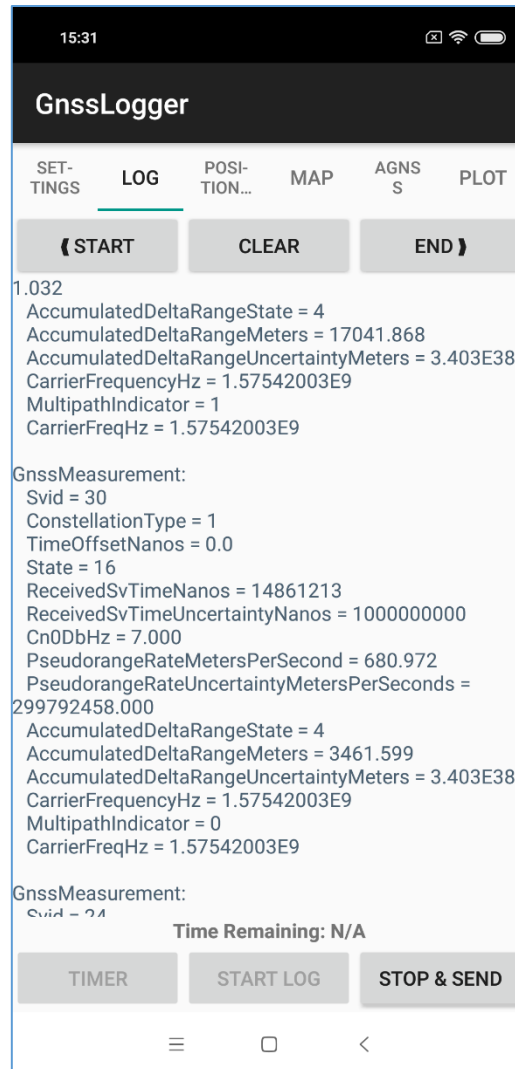 15:31
GnssLogger
SET-
TINGS
LOG
POSI-
TION...
MAP
AGNS
S
PLOT
❰ START
CLEAR
END ❱
1.032
AccumulatedDeltaRangeState = 4
AccumulatedDeltaRangeMeters = 17041.868
AccumulatedDeltaRangeUncertaintyMeters = 3.403E38
CarrierFrequencyHz = 1.57542003E9
MultipathIndicator = 1
CarrierFreqHz = 1.57542003E9
GnssMeasurement:
Svid = 30
ConstellationType = 1
TimeOffsetNanos = 0.0
State = 16
ReceivedSvTimeNanos = 14861213
ReceivedSvTimeUncertaintyNanos = 1000000000
Cn0DbHz = 7.000
PseudorangeRateMetersPerSecond = 680.972
PseudorangeRateUncertaintyMetersPerSeconds =
299792458.000
AccumulatedDeltaRangeState = 4
AccumulatedDeltaRangeMeters = 3461.599
AccumulatedDeltaRangeUncertaintyMeters = 3.403E38
CarrierFrequencyHz = 1.57542003E9
MultipathIndicator = 0
CarrierFreqHz = 1.57542003E9
GnssMeasurement:
Svid = 24
Time Remaining: N/A
TIMER
START LOG
STOP & SEND